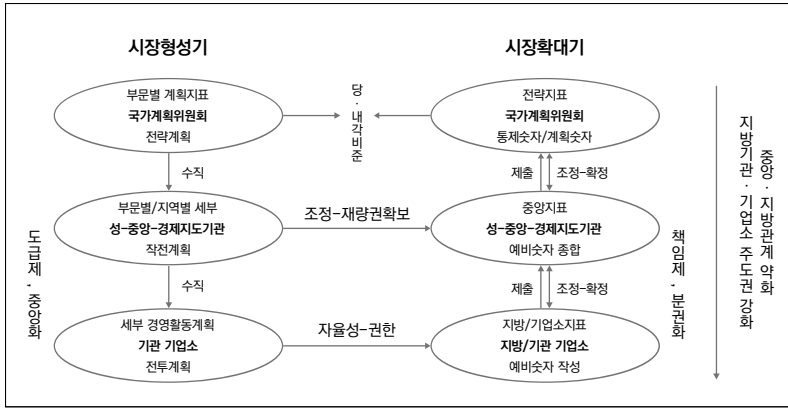 시장형성기
시장확대기
부문별 계획지표
국가계획위원회
전략계획
당·내각비준
전략지표
국가계획위원회
통제숫자/계획숫자
수직
제출
조정-확정
부문별/지역별 세부
성-중앙-경제지도기관
작전계획
조정-재량권확보
중앙지표
성-중앙-경제지도기관
예비숫자 종합
수직
제출
조정-확정
세부 경영활동계획
기관 기업소
전투계획
자율성-권한
지방/기업소지표
지방/기관 기업소
예비숫자 작성
도급제, 중앙화
책임제, 분권화
중앙·지방관계 약화
지방기관·기업소 주도권 강화